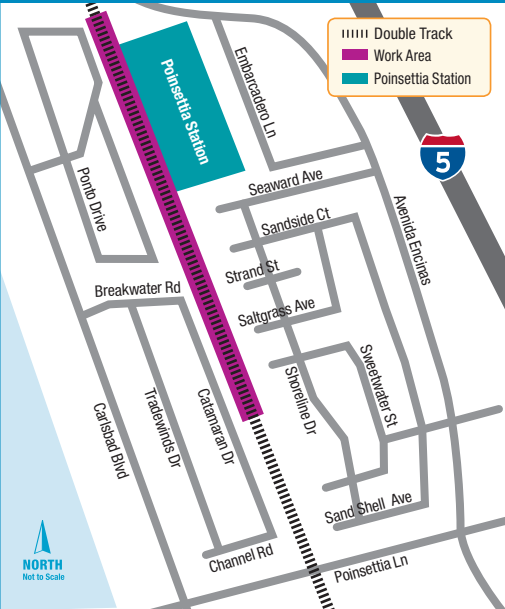 Double Track
Work Area
Poinsettia Station
5
Poinsettia Station
Embarcadero Ln
Seaward Ave
Ponto Drive
Sandside Ct
Avenida Encinas
Strand St
Breakwater Rd
Saltgrass Ave
Shoreline Dr
Sweetwater St
Carlsbad Blvd
Tradewinds Dr
Catamaran Dr
Sand Shell Ave
Channel Rd
Poinsettia Ln
NORTH
Not to Scale